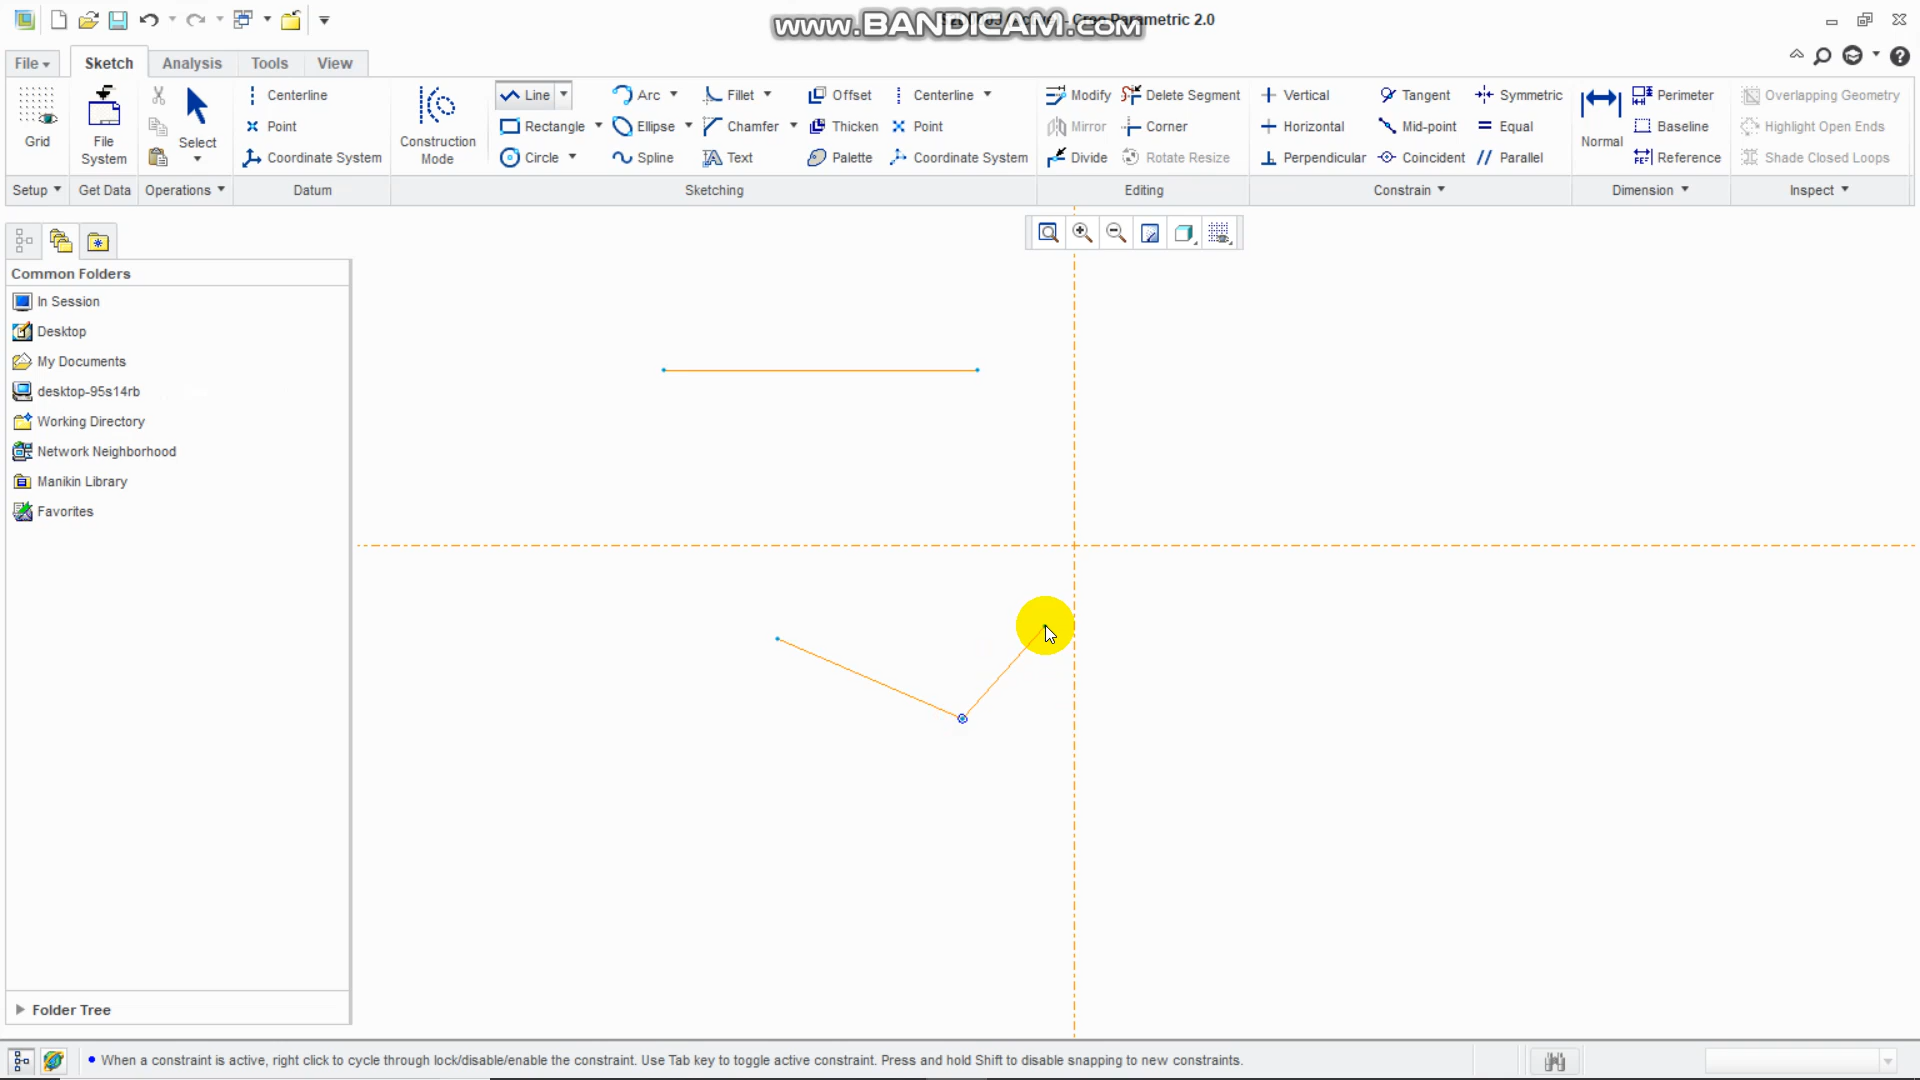 www.BANDICAM.com
Creo Parametric 2.0
File
Sketch
Analysis
Tools
View
Grid
File System
Select
Centerline
Point
Coordinate System
Construction Mode
Line
Arc
Fillet
Offset
Centerline
Rectangle
Ellipse
Chamfer
Thicken
Point
Circle
Spline
Text
Palette
Coordinate System
Modify
Delete Segment
Mirror
Corner
Divide
Rotate Resize
Vertical
Tangent
Symmetric
Horizontal
Mid-point
Equal
Perpendicular
Coincident
Parallel
Normal
Perimeter
Baseline
Reference
Overlapping Geometry
Highlight Open Ends
Shade Closed Loops
Setup
Get Data
Operations
Datum
Sketching
Editing
Constrain
Dimension
Inspect
Common Folders
In Session
Desktop
My Documents
desktop-95s14rb
Working Directory
Network Neighborhood
Manikin Library
Favorites
Folder Tree
When a constraint is active, right click to cycle through lock/disable/enable the constraint. Use Tab key to toggle active constraint. Press and hold Shift to disable snapping to new constraints.